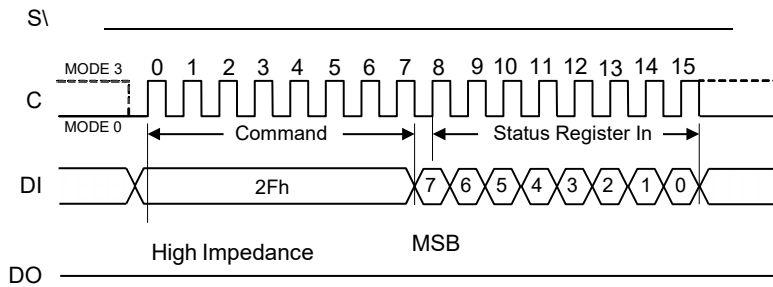 S\
MODE 3 0 1 2 3 4 5 6 7 8 9 10 11 12 13 14 15
C
MODE 0
Command Status Register In
DI 2Fh 7 6 5 4 3 2 1 0
High Impedance MSB
DO